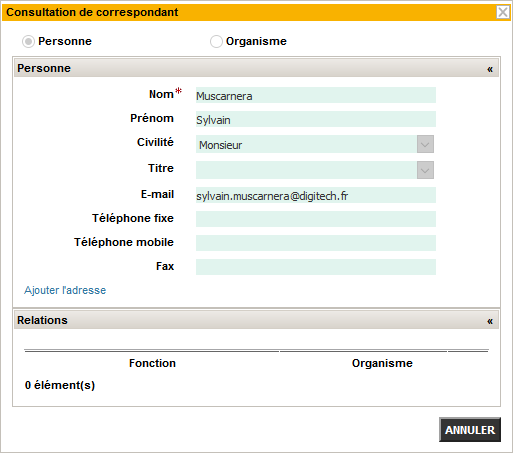 Consultation de correspondant
Personne Organisme
Personne «
Nom* Muscarnera
Prénom Sylvain
Civilité Monsieur
Titre
E-mail sylvain.muscarnera@digitech.fr
Téléphone fixe
Téléphone mobile
Fax
Ajouter l'adresse
Relations «
Fonction Organisme
0 élément(s)
ANNULER